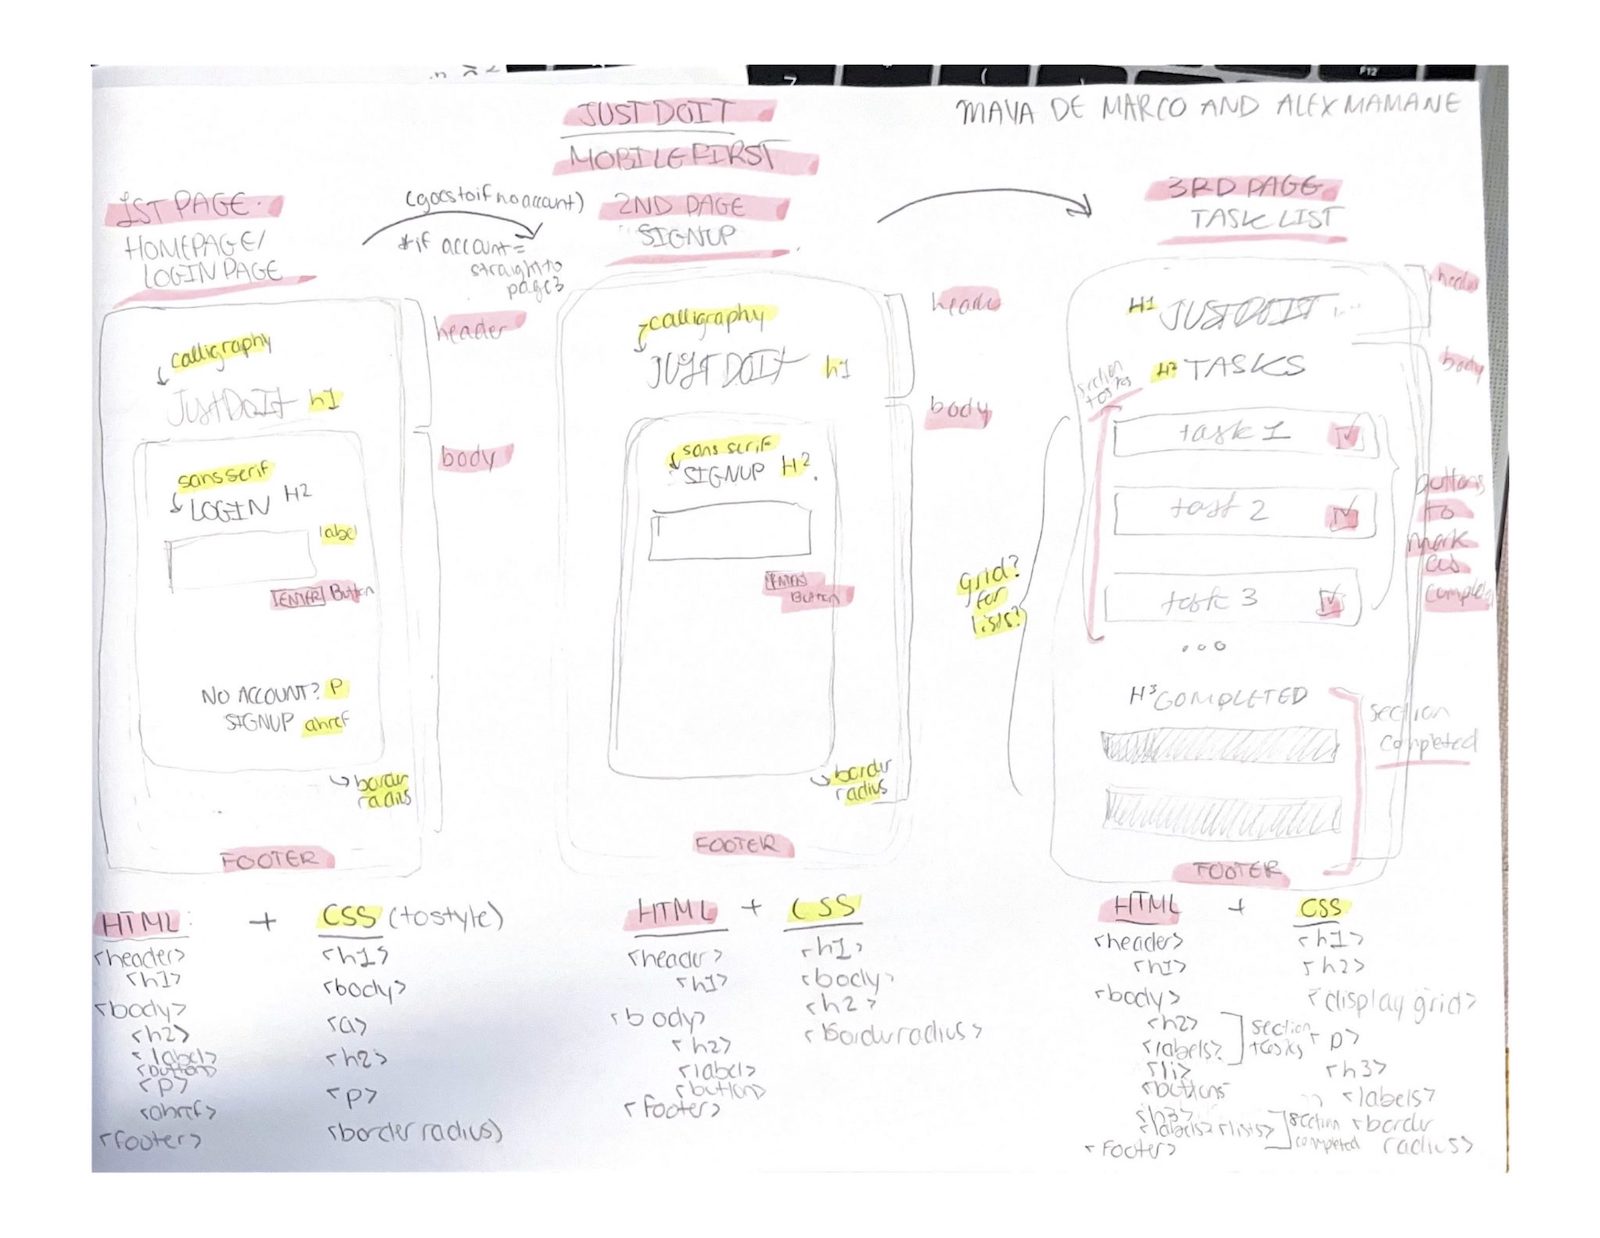 F12
JUST DOIT
MOBILE FIRST
MAYA DE MARCO AND ALEX MAMANE
1ST PAGE:
HOMEPAGE/
LOGIN PAGE
(goes to if no account)
*if account =
straight to
page 3
2ND PAGE
SIGNUP
3RD PAGE
TASK LIST
calligraphy
JUST DOIT h1
header
body
sans serif
LOGIN H2
label
ENTER Button
NO ACCOUNT? P
SIGNUP ahref
border
radius
FOOTER
calligraphy
JUST DOIT h1
header
body
sans serif
SIGNUP H2.
Button
border
radius
FOOTER
H1 JUST DOIT ...
header
H2 TASKS
body
section
tasks
task 1
task 2
task 3
buttons
to
mark
as
complete
grid?
for
lists?
...
H3 COMPLETED
section
completed
FOOTER
HTML: + CSS (to style)
<header>
<h1>
<body>
<h2>
<label>
<button>
<p>
<ahref>
<footer>
<h1>
<body>
<a>
<h2>
<p>
<border radius>
HTML + CSS
<header>
<h1>
<body>
<h2>
<label>
<button>
<footer>
<h1>
<body>
<h2>
<border radius>
HTML + CSS
<header>
<h1>
<body>
<h2>
<labels>
section
tasks
<li>
<buttons
<h3>
<labels> <lists>
section
completed
<footer>
<h1>
<h2>
<display grid>
<p>
<h3>
<labels>
<border
radius>